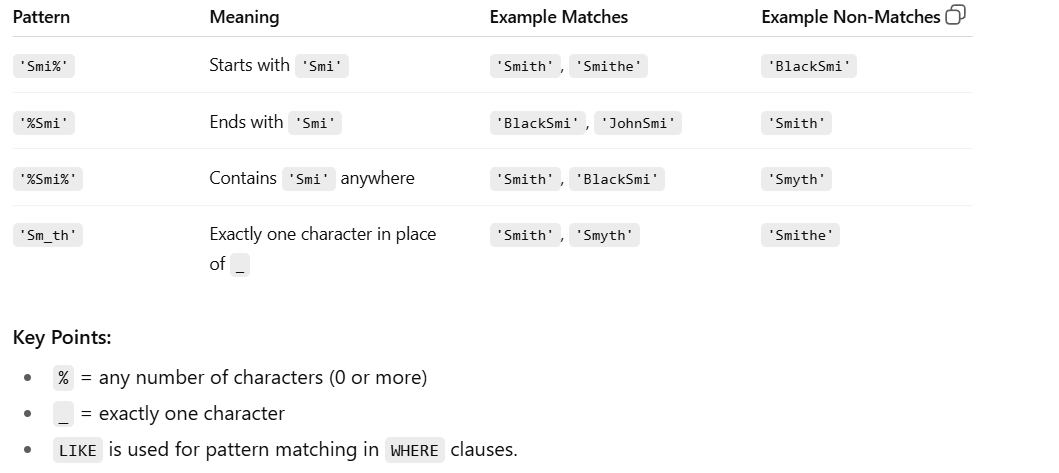 Pattern Meaning Example Matches Example Non-Matches
'Smi%' Starts with 'Smi' 'Smith', 'Smithe' 'BlackSmi'
'%Smi' Ends with 'Smi' 'BlackSmi', 'JohnSmi' 'Smith'
'%Smi%' Contains 'Smi' anywhere 'Smith', 'BlackSmi' 'Smyth'
'Sm_th' Exactly one character in place 'Smith', 'Smyth' 'Smithe'
of _
Key Points:
• % = any number of characters (0 or more)
• _ = exactly one character
• LIKE is used for pattern matching in WHERE clauses.